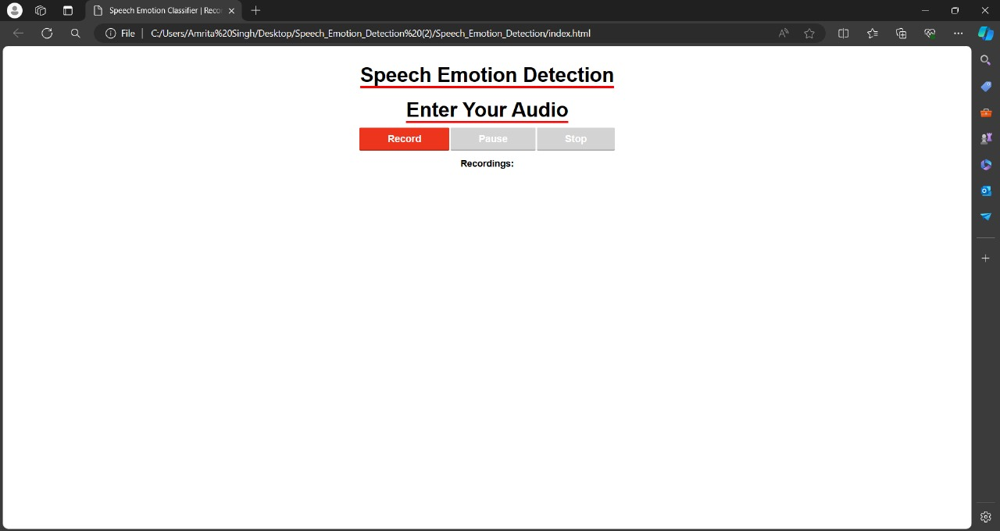 Speech Emotion Classifier | Reco
File
C:/Users/Amrita%20Singh/Desktop/Speech_Emotion_Detection%20(2)/Speech_Emotion_Detection/index.html
Speech Emotion Detection
Enter Your Audio
Record Pause Stop
Recordings: